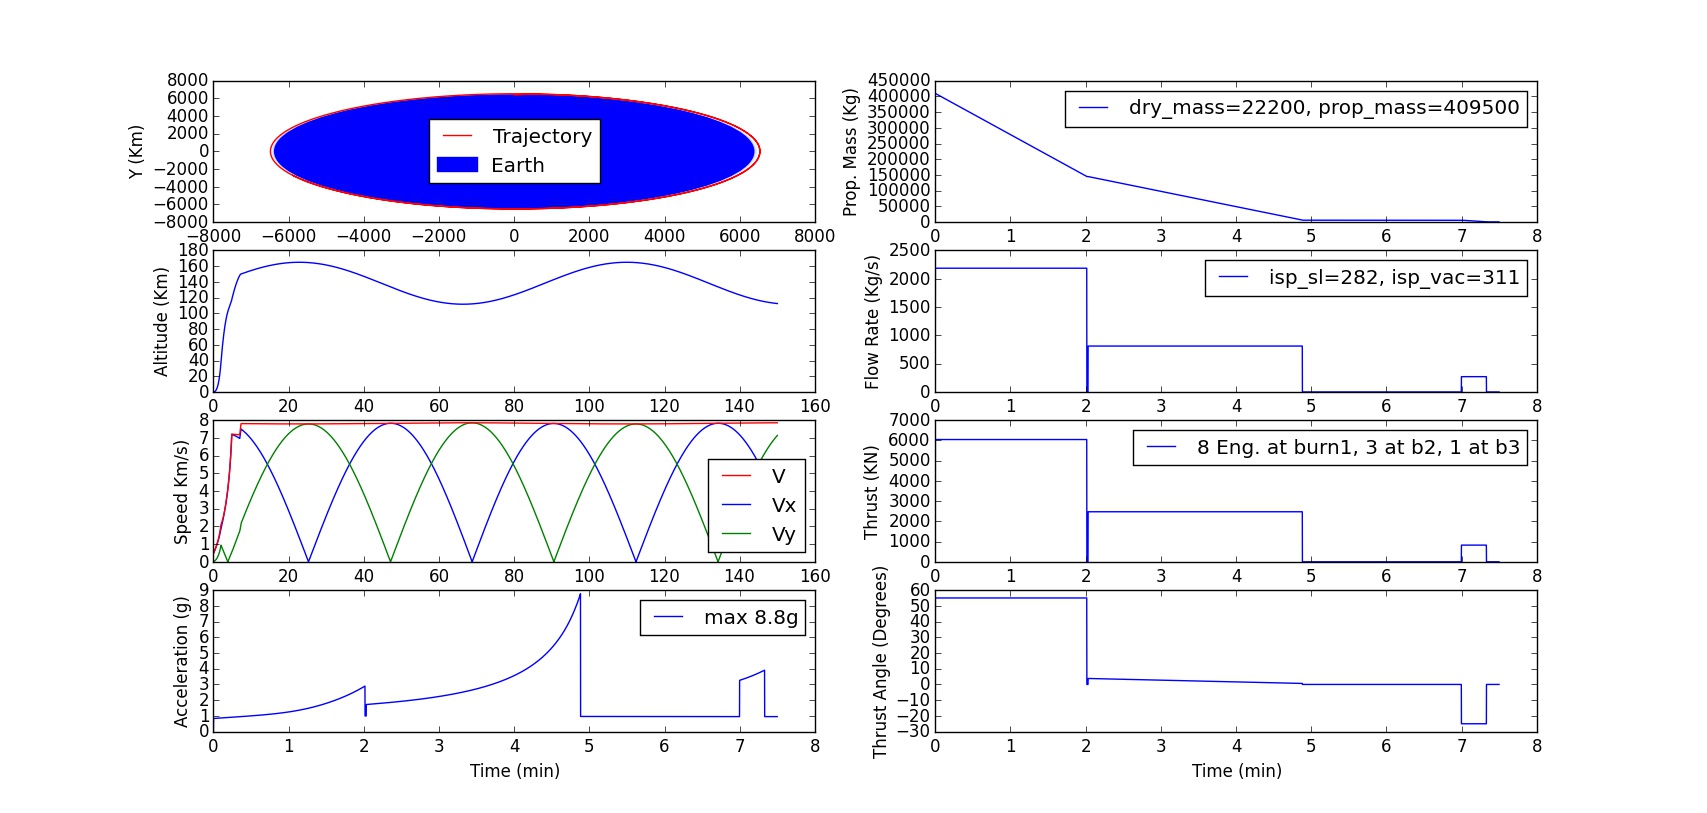 8000
6000
4000
2000
0
−2000
−4000
−6000
−8000
Y (Km)
Trajectory
Earth
−8000 −6000 −4000 −2000 0 2000 4000 6000 8000
450000
400000
350000
300000
250000
200000
150000
100000
50000
0
Prop. Mass (Kg)
dry_mass=22200, prop_mass=409500
0 1 2 3 4 5 6 7 8
180
160
140
120
100
80
60
40
20
0
Altitude (Km)
0 20 40 60 80 100 120 140 160
2500
2000
1500
1000
500
0
Flow Rate (Kg/s)
isp_sl=282, isp_vac=311
0 1 2 3 4 5 6 7 8
8
7
6
5
4
3
2
1
0
Speed Km/s)
V
Vx
Vy
0 20 40 60 80 100 120 140 160
7000
6000
5000
4000
3000
2000
1000
0
Thrust (KN)
8 Eng. at burn1, 3 at b2, 1 at b3
0 1 2 3 4 5 6 7 8
9
8
7
6
5
4
3
2
1
0
Acceleration (g)
max 8.8g
0 1 2 3 4 5 6 7 8
Time (min)
60
50
40
30
20
10
0
−10
−20
−30
Thrust Angle (Degrees)
0 1 2 3 4 5 6 7 8
Time (min)